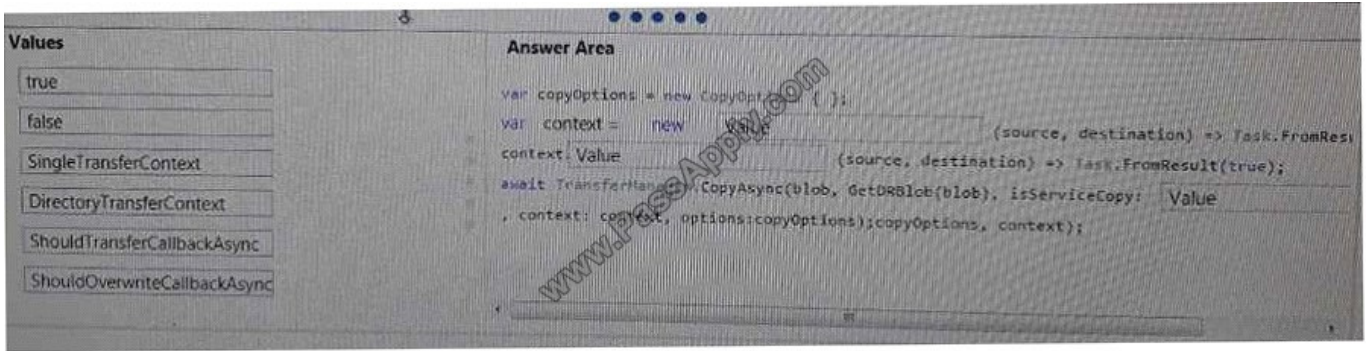 Values
true
false
SingleTransferContext
DirectoryTransferContext
ShouldTransferCallbackAsync
ShouldOverwriteCallbackAsync
Answer Area
var copyOptions = new { };
var context = new Value (source, destination) => Task.FromResu
context. Value (source, destination) => Task.FromResult(true);
await CopyAsync(blob, GetDRBlob(blob), isServiceCopy: Value
, context: context, options:copyOptions);copyOptions, context);
www.PassApply.com